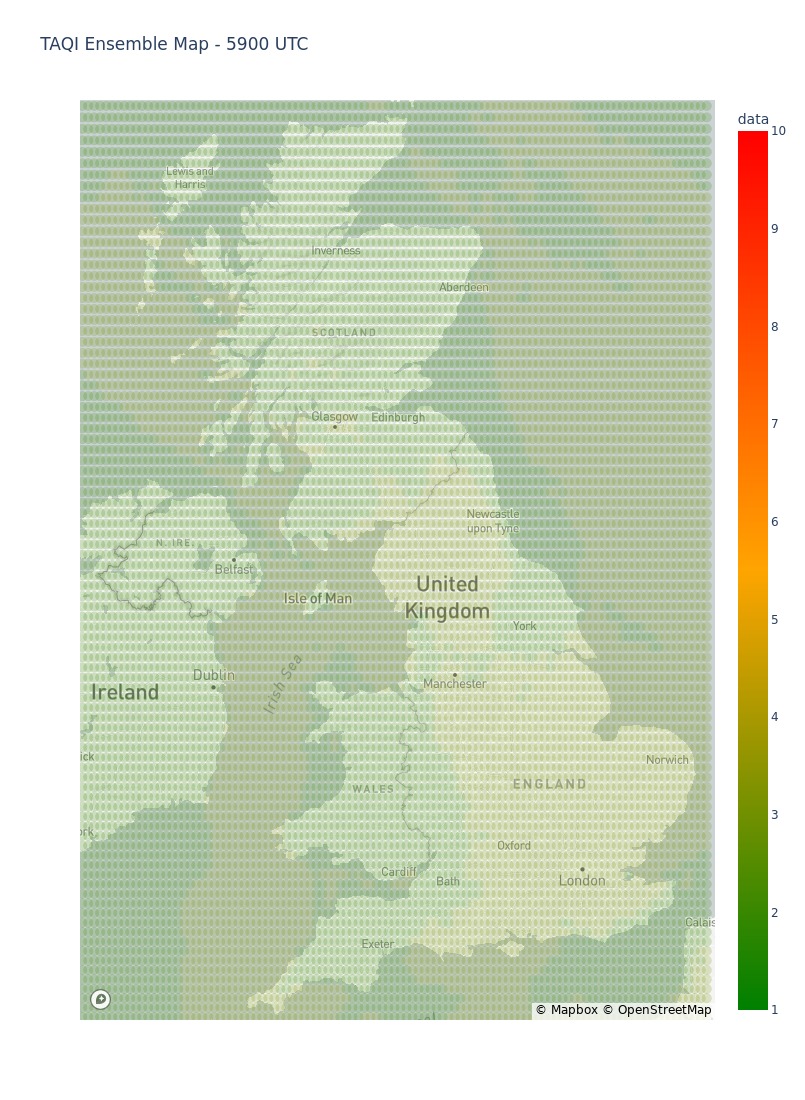 TAQI Ensemble Map - 5900 UTC
data
10
9
8
7
6
5
4
3
2
1
Lewis and
Harris
Inverness
Aberdeen
SCOTLAND
Glasgow
Edinburgh
Newcastle
upon Tyne
N. IRE.
Belfast
Isle of Man
United
Kingdom
York
Dublin
Manchester
Ireland
Irish Sea
ick
Norwich
WALES
ENGLAND
rk
Oxford
London
Cardiff
Bath
Calais
Exeter
© Mapbox © OpenStreetMap